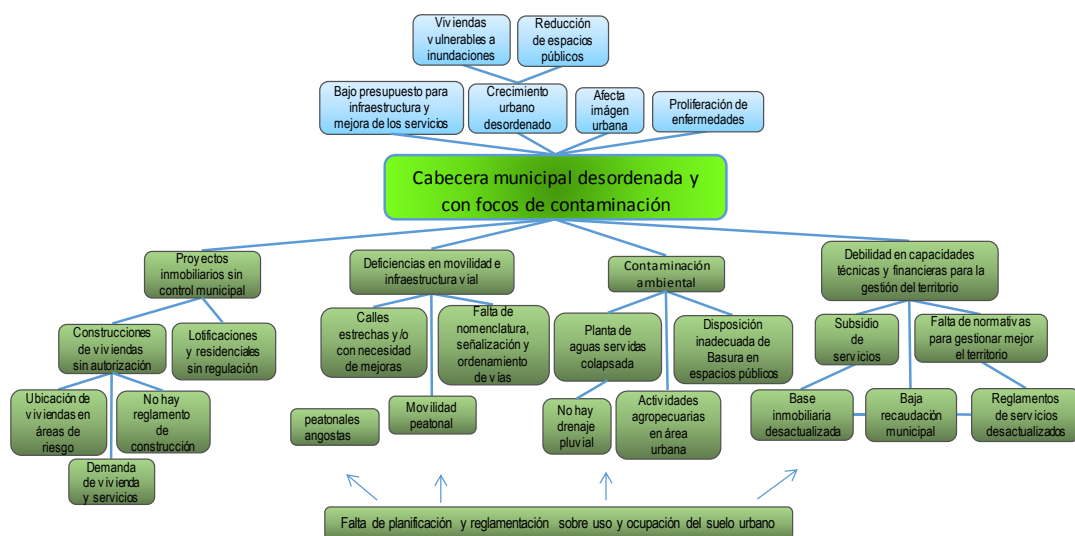 Viviendas
vulnerables a
inundaciones
Reducción
de espacios
públicos
Bajo presupuesto para
infraestructura y
mejora de los servicios
Crecimiento
urbano
desordenado
Afecta
imágen
urbana
Proliferación de
enfermedades
Cabecera municipal desordenada y
con focos de contaminación
Proyectos
inmobiliarios sin
control municipal
Deficiencias en movilidad e
infraestructura vial
Contaminación
ambiental
Debilidad en capacidades
técnicas y financieras para la
gestión del territorio
Construcciones
de viviendas
sin autorización
Lotificaciones
y residenciales
sin regulación
Calles
estrechas y/o
con necesidad
de mejoras
Falta de
nomenclatura,
señalización y
ordenamiento
de vías
Planta de
aguas servidas
colapsada
Disposición
inadecuada de
Basura en
espacios públicos
Subsidio
de
servicios
Falta de normativas
para gestionar mejor
el territorio
Ubicación de
viviendas en
áreas de
riesgo
No hay
reglamento
de
construcción
Demanda
de vivienda
y servicios
peatonales
angostas
Movilidad
peatonal
No hay
drenaje
pluvial
Actividades
agropecuarias
en área
urbana
Base
inmobiliaria
desactualizada
Baja
recaudación
municipal
Reglamentos
de servicios
desactualizados
Falta de planificación y reglamentación sobre uso y ocupación del suelo urbano